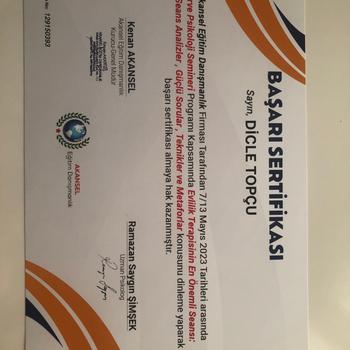 BAŞARI SERTİFİKASI
Sayın, DİCLE TOPÇU
Akansel Eğitim Danışmanlık Firması Tarafından 7/13 Mayıs 2023 Tarihleri arasında
Psikoloji Semineri Programı Kapsamında Evlilik Terapisinin En Önemli Seansı:
Seans Analizler, Güçlü Sorular, Teknikler ve Metaforlar konusunu dinleme yaparak
başarı sertifikası almaya hak kazanmıştır.
Kenan AKANSEL
Akansel Eğitim Danışmanlık
Kurucu Genel Müdür
Ramazan Saygın ŞİMŞEK
Uzman Psikolog
AKANSEL
Eğitim Danışmanlık
No: 129150393